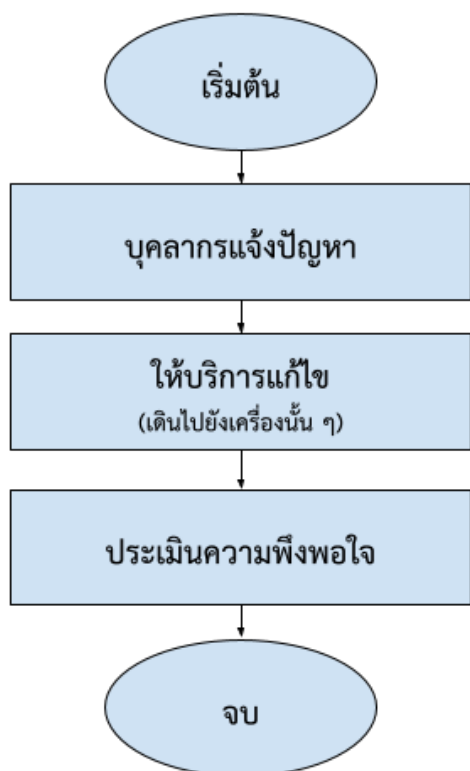 เริ่มต้น
บุคลากรแจ้งปัญหา
ให้บริการแก้ไข
(เดินไปยังเครื่องนั้น ๆ)
ประเมินความพึงพอใจ
จบ